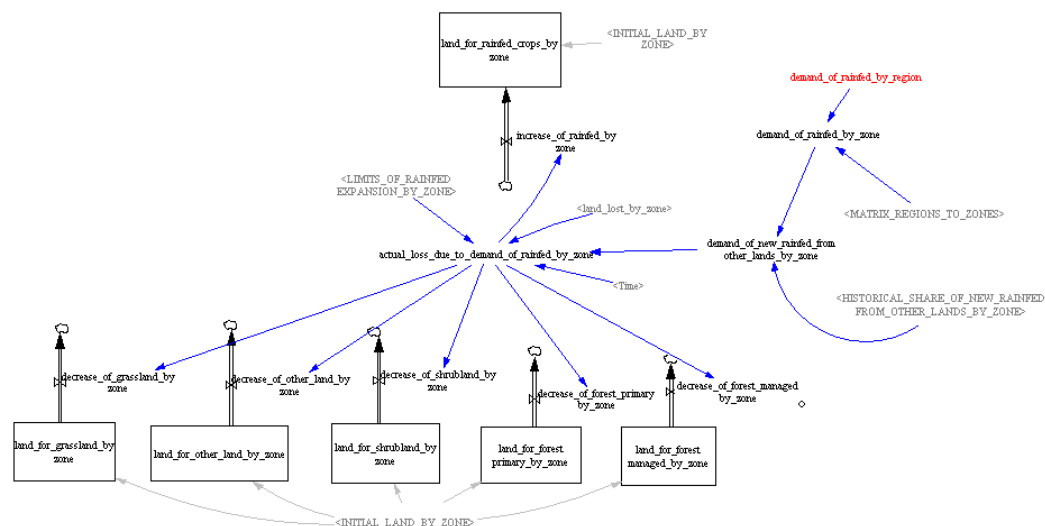 <INITIAL_LAND_BY
ZONE>
land_for_rainfed_crops_by
zone
demand_of_rainfed_by_region
increase_of_rainfed_by
zone
demand_of_rainfed_by_zone
<LIMITS_OF_RAINFED
EXPANSION_BY_ZONE>
<land_lost_by_zone>
<MATRIX_REGIONS_TO_ZONES>
actual_loss_due_to_demand_of_rainfed_by_zone
demand_of_new_rainfed_from
other_lands_by_zone
<Time>
<HISTORICAL_SHARE_OF_NEW_RAINFED
FROM_OTHER_LANDS_BY_ZONE>
decrease_of_grassland_by
zone
decrease_of_other_land_by
zone
decrease_of_shrubland_by
zone
decrease_of_forest_primary
by_zone
decrease_of_forest_managed
by_zone
land_for_grassland_by
zone
land_for_other_land_by_zone
land_for_shrubland_by
zone
land_for_forest
primary_by_zone
land_for_forest
managed_by_zone
<INITIAL_LAND_BY_ZONE>